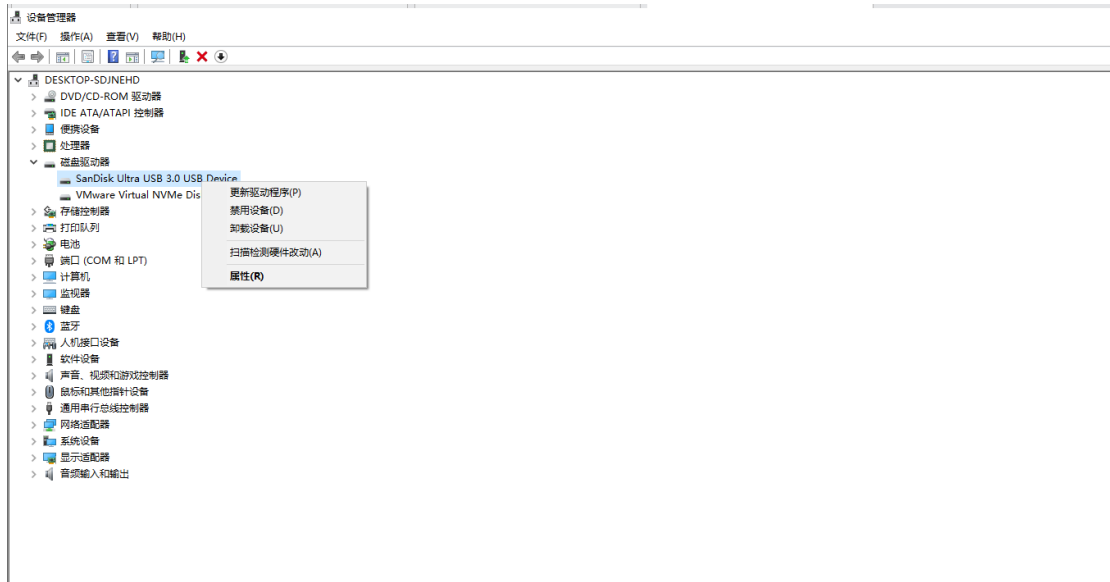 设备管理器
文件(F) 操作(A) 查看(V) 帮助(H)
DESKTOP-SDJNEHD
DVD/CD-ROM 驱动器
IDE ATA/ATAPI 控制器
便携设备
处理器
磁盘驱动器
SanDisk Ultra USB 3.0 USB Device
VMware Virtual NVMe Dis
更新驱动程序(P)
禁用设备(D)
卸载设备(U)
扫描检测硬件改动(A)
属性(R)
存储控制器
打印队列
电池
端口 (COM 和 LPT)
计算机
监视器
键盘
蓝牙
人机接口设备
软件设备
声音、视频和游戏控制器
鼠标和其他指针设备
通用串行总线控制器
网络适配器
系统设备
显示适配器
音频输入和输出